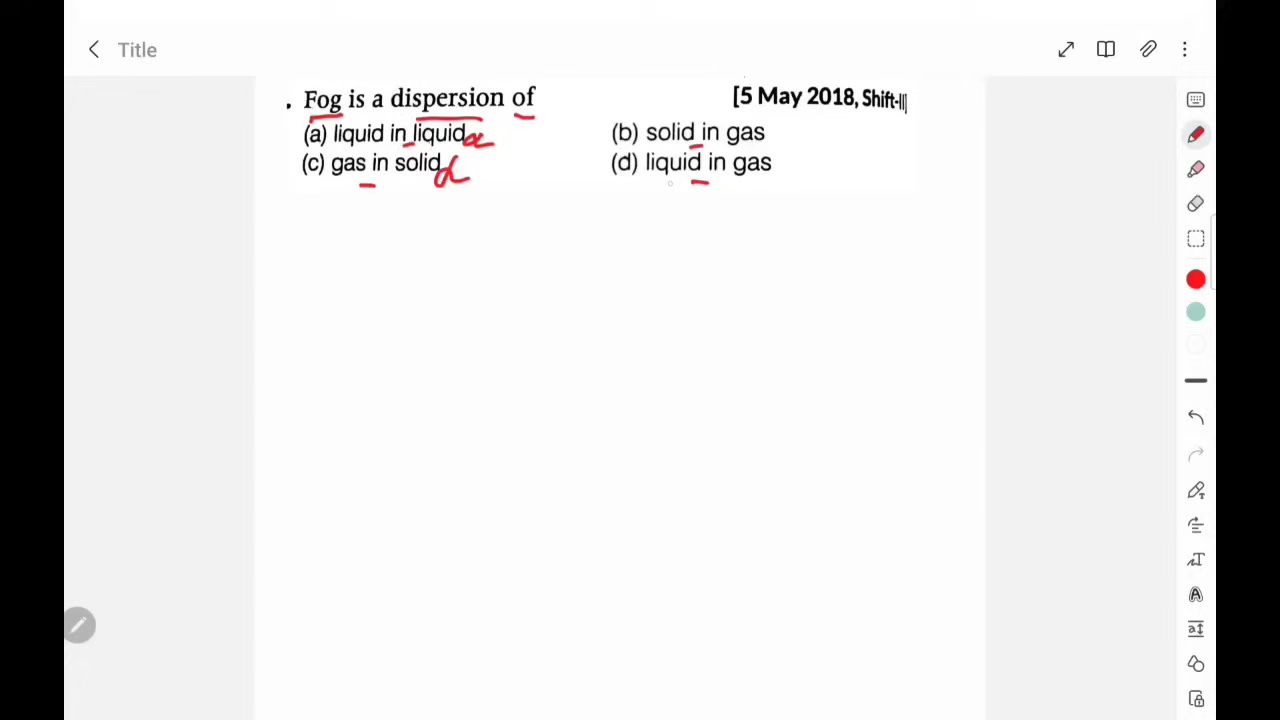 Title
. Fog is a dispersion of [5 May 2018, Shift-II]
(a) liquid in liquid (b) solid in gas
(c) gas in solid (d) liquid in gas